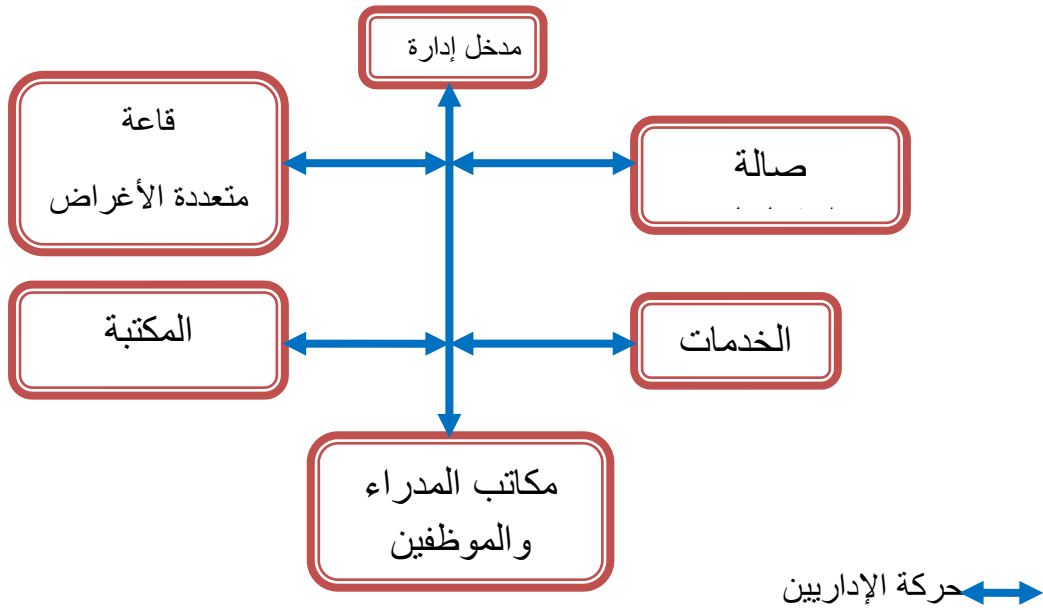 مدخل إدارة
قاعة
متعددة الأغراض
صالة
المكتبة
الخدمات
مكاتب المدراء
والموظفين
حركة الإداريين